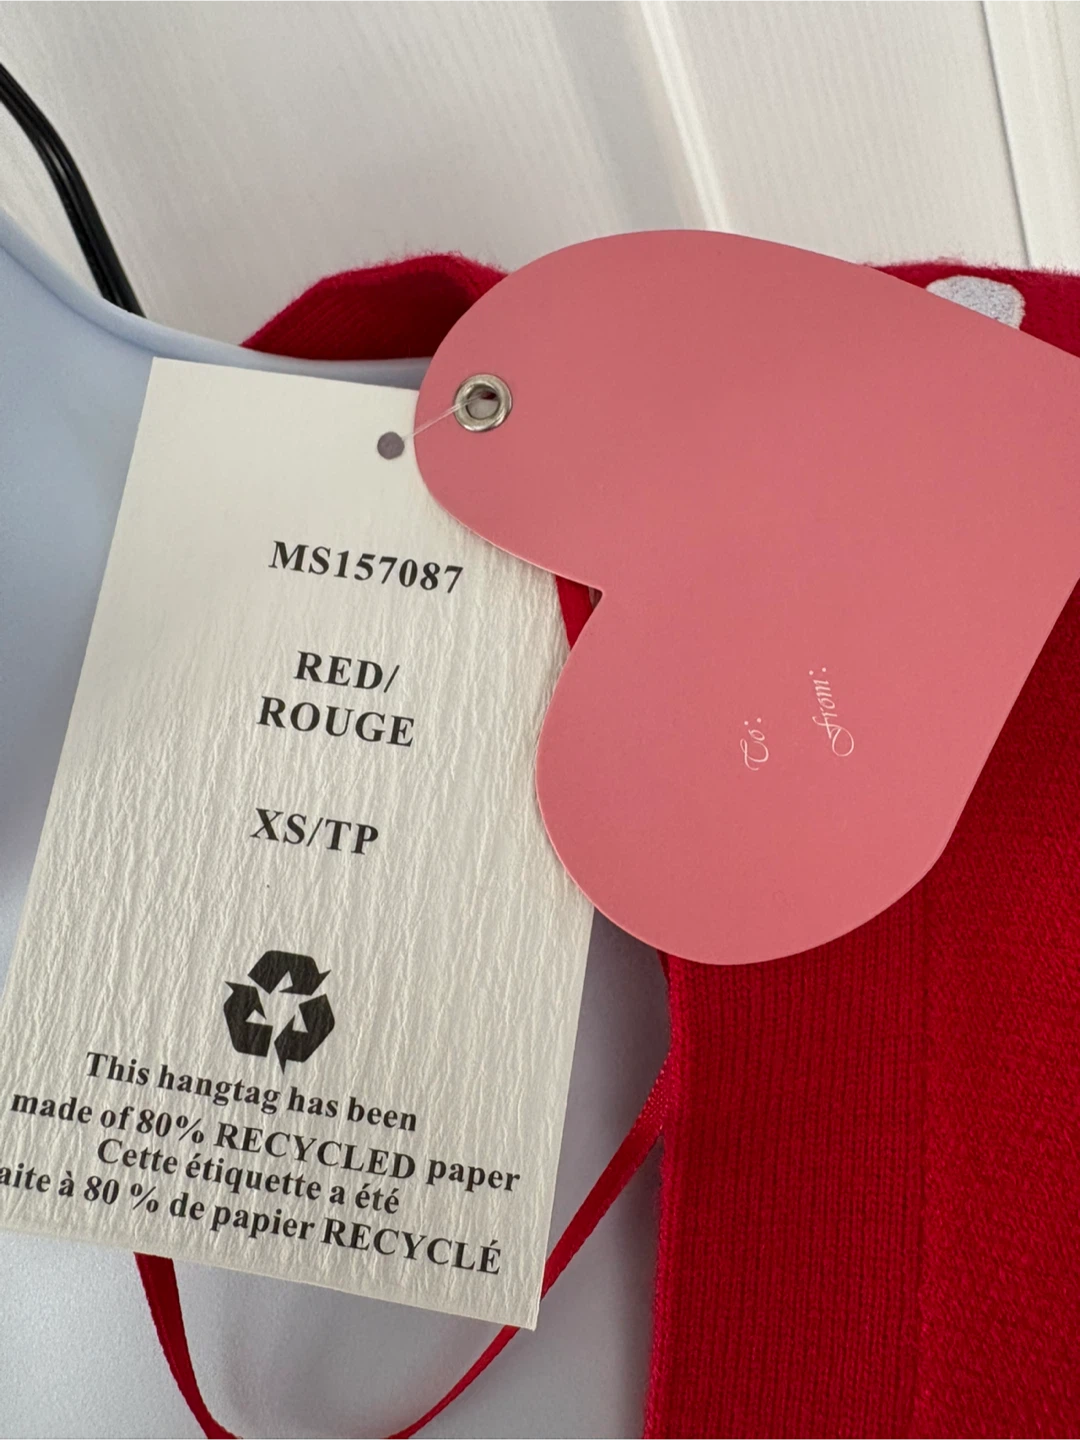 MS157087
RED/
ROUGE
XS/TP
This hangtag has been
made of 80% RECYCLED paper
Cette étiquette a été
aite à 80 % de papier RECYCLÉ
To:
From: